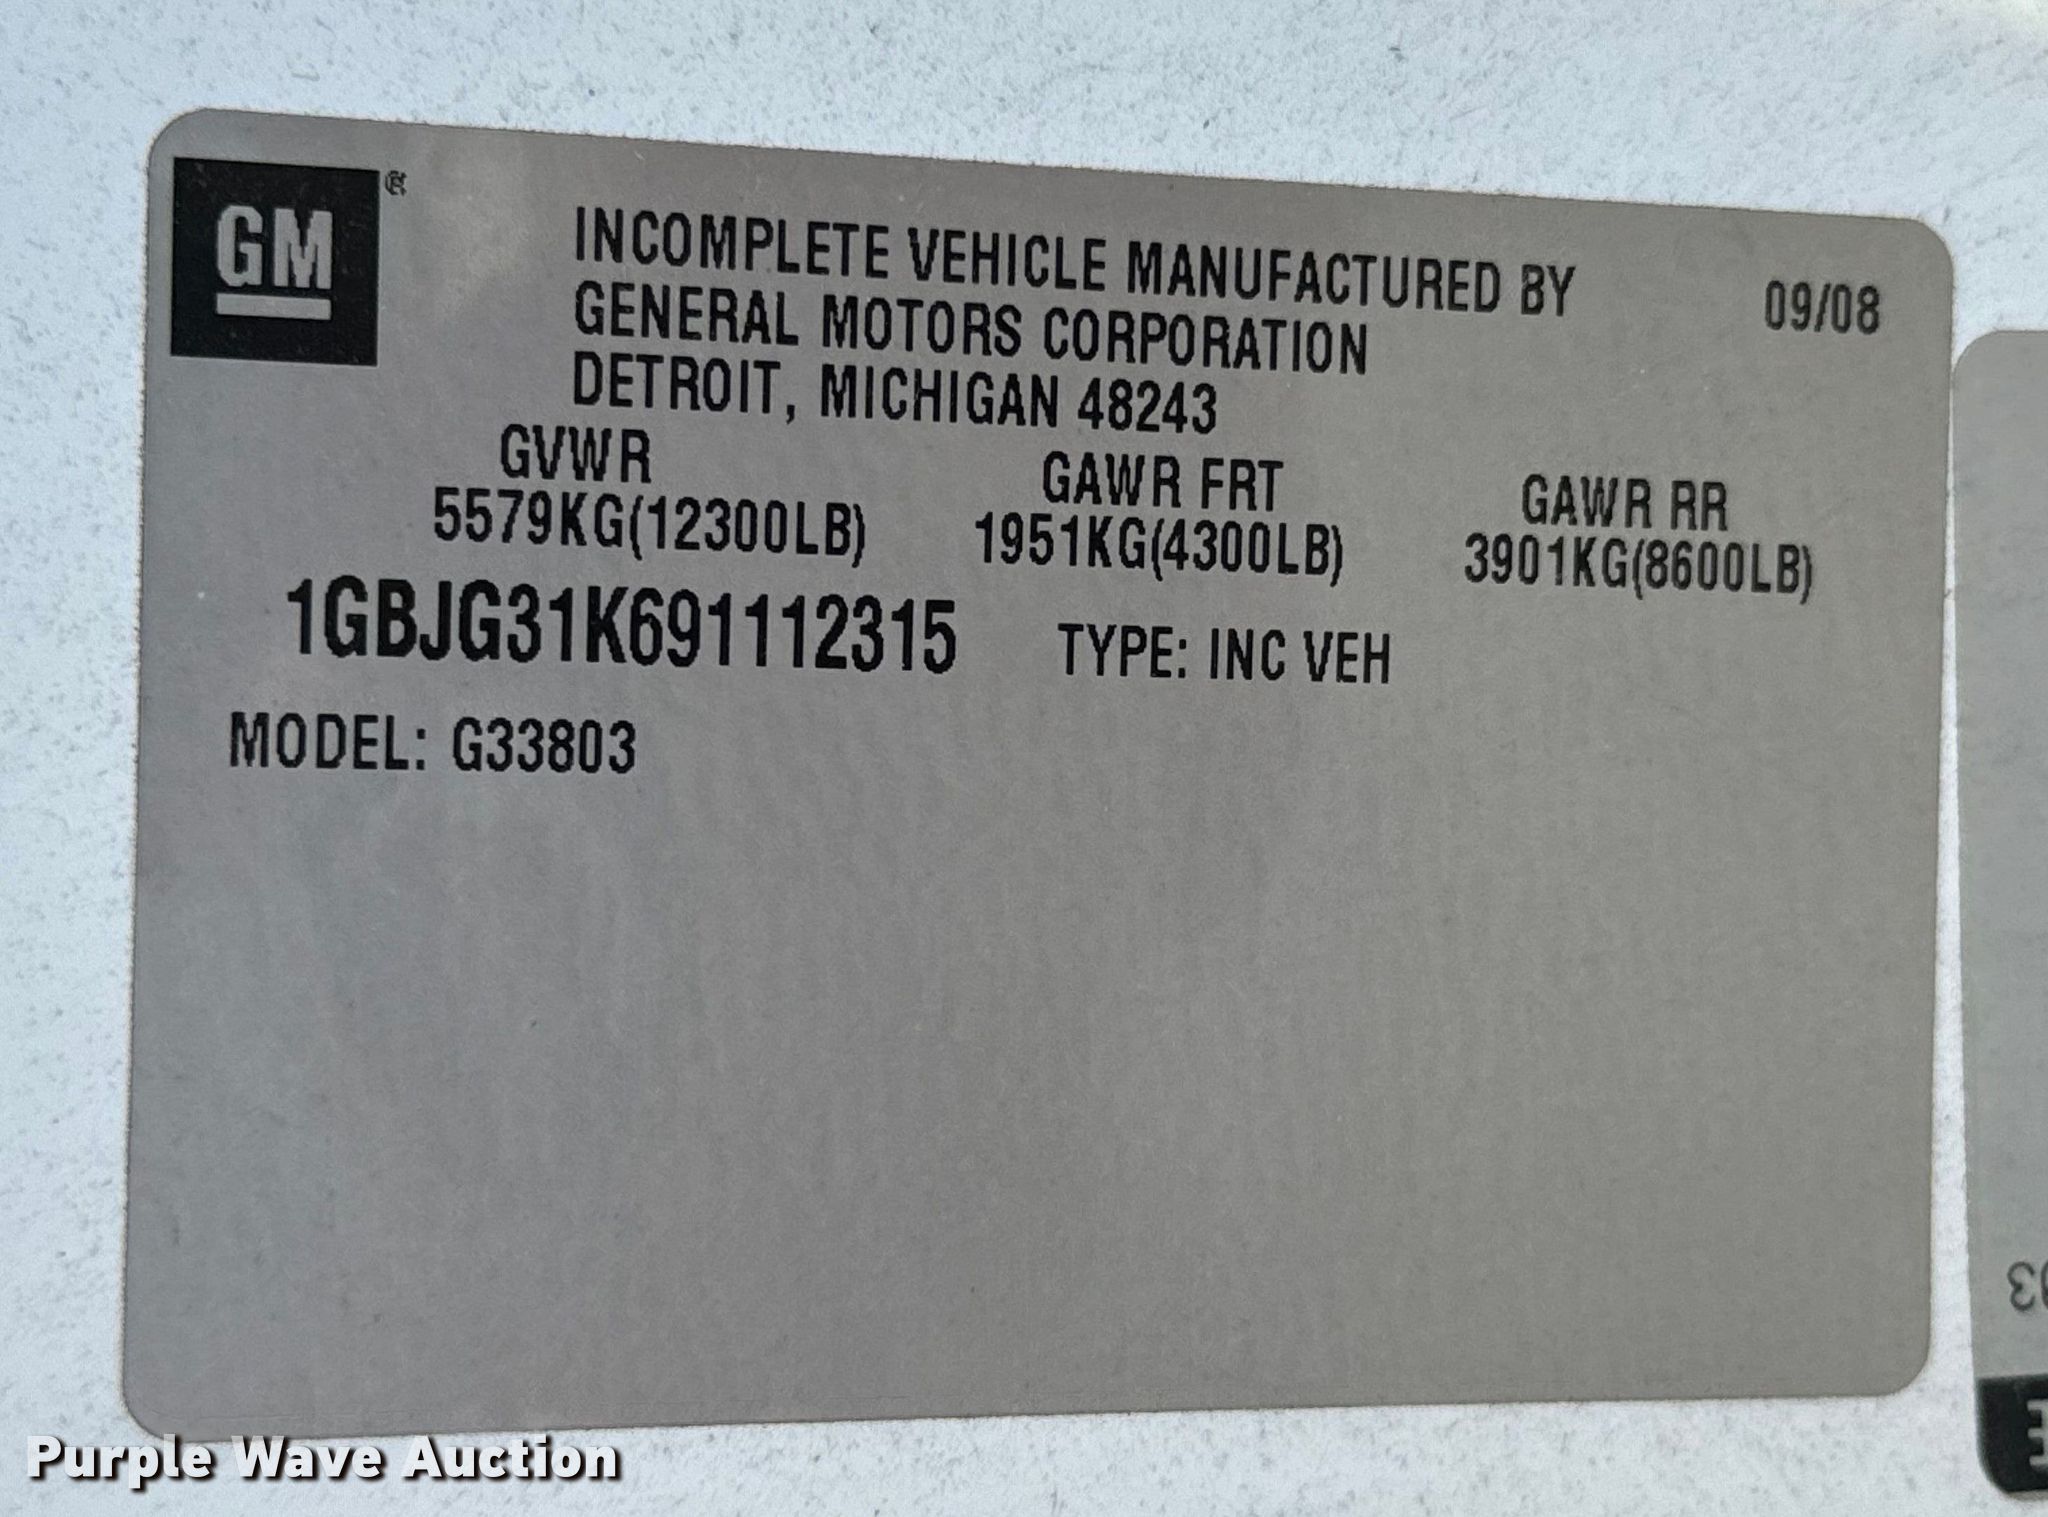 GM
INCOMPLETE VEHICLE MANUFACTURED BY 09/08
GENERAL MOTORS CORPORATION
DETROIT, MICHIGAN 48243
GVWR GAWR FRT GAWR RR
5579KG(12300LB) 1951KG(4300LB) 3901KG(8600LB)
1GBJG31K691112315 TYPE: INC VEH
MODEL: G33803
Purple Wave Auction